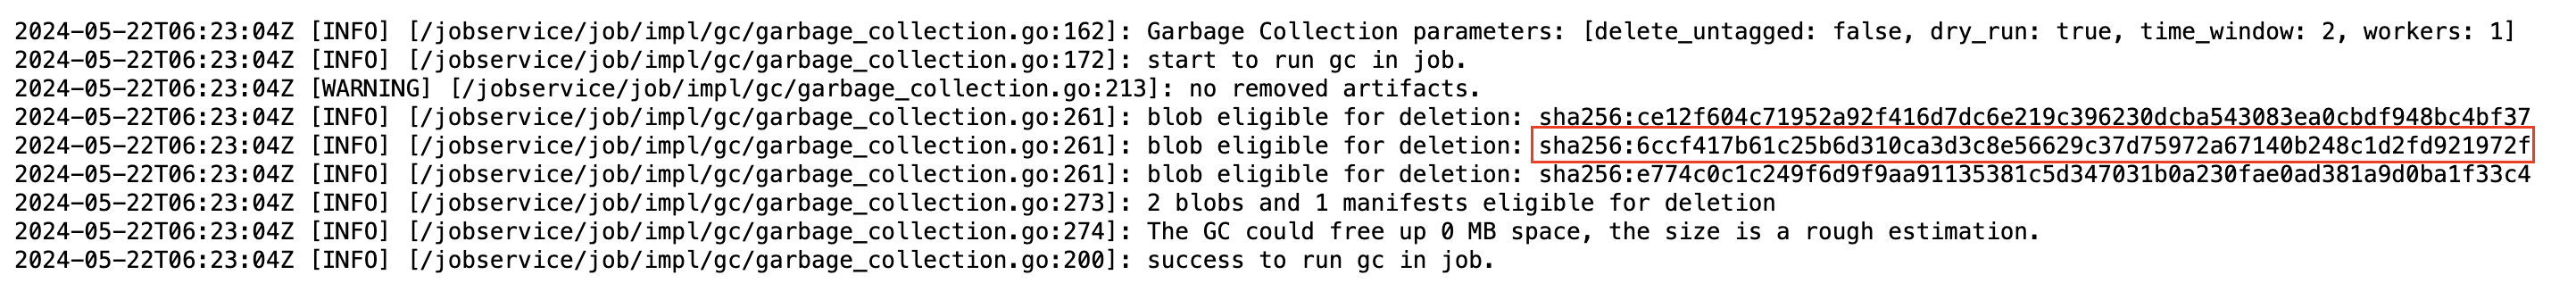 2024-05-22T06:23:04Z [INFO] [/jobservice/job/impl/gc/garbage_collection.go:162]: Garbage Collection parameters: [delete_untagged: false, dry_run: true, time_window: 2, workers: 1]
2024-05-22T06:23:04Z [INFO] [/jobservice/job/impl/gc/garbage_collection.go:172]: start to run gc in job.
2024-05-22T06:23:04Z [WARNING] [/jobservice/job/impl/gc/garbage_collection.go:213]: no removed artifacts.
2024-05-22T06:23:04Z [INFO] [/jobservice/job/impl/gc/garbage_collection.go:261]: blob eligible for deletion: sha256:ce12f604c71952a92f416d7dc6e219c396230dcba543083ea0cbdf948bc4bf37
2024-05-22T06:23:04Z [INFO] [/jobservice/job/impl/gc/garbage_collection.go:261]: blob eligible for deletion: sha256:6ccf417b61c25b6d310ca3d3c8e56629c37d75972a67140b248c1d2fd921972f
2024-05-22T06:23:04Z [INFO] [/jobservice/job/impl/gc/garbage_collection.go:261]: blob eligible for deletion: sha256:e774c0c1c249f6d9f9aa91135381c5d347031b0a230fae0ad381a9d0ba1f33c4
2024-05-22T06:23:04Z [INFO] [/jobservice/job/impl/gc/garbage_collection.go:273]: 2 blobs and 1 manifests eligible for deletion
2024-05-22T06:23:04Z [INFO] [/jobservice/job/impl/gc/garbage_collection.go:274]: The GC could free up 0 MB space, the size is a rough estimation.
2024-05-22T06:23:04Z [INFO] [/jobservice/job/impl/gc/garbage_collection.go:200]: success to run gc in job.